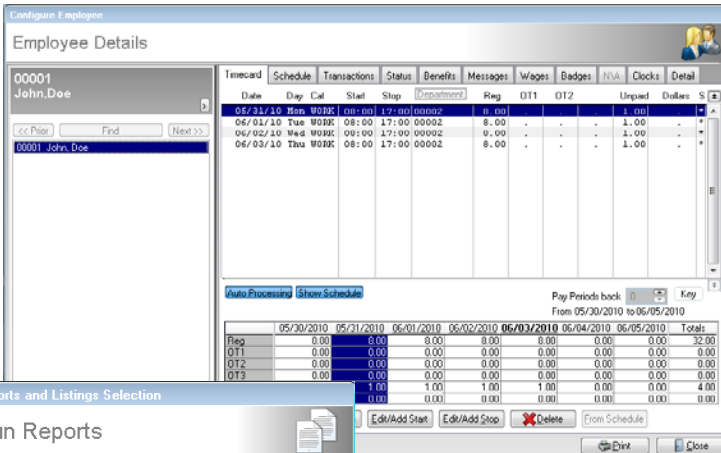 Configure Employee
Employee Details
00001
John,Doe
<< Prior Find Next >>
00001 John, Doe
Timecard Schedule Transactions Status Benefits Messages Wages Badges N\A Clocks Detail
Date Day Cat Start Stop Department Reg OT1 OT2 Unpaid Dollars S
05/31/10 Mon WORK 08:00 17:00 00002 8.00 . . 1.00 .
06/01/10 Tue WORK 08:00 17:00 00002 8.00 . . 1.00 . *
06/02/10 Wed WORK 08:00 17:00 00002 8.00 . . 1.00 . *
06/03/10 Thu WORK 08:00 17:00 00002 8.00 . . 1.00 . *
Auto Processing Show Schedule Pay Periods back 0 Key
From 05/30/2010 to 06/05/2010
05/30/2010 05/31/2010 06/01/2010 06/02/2010 06/03/2010 06/04/2010 06/05/2010 Totals
Reg 0.00 8.00 8.00 8.00 8.00 0.00 0.00 32.00
OT1 0.00 0.00 0.00 0.00 0.00 0.00 0.00 0.00
OT2 0.00 0.00 0.00 0.00 0.00 0.00 0.00 0.00
OT3 0.00 0.00 0.00 0.00 0.00 0.00 0.00 0.00
1.00 1.00 1.00 1.00 0.00 0.00 4.00
0.00 0.00 0.00 0.00 0.00 0.00 0.00
orts and Listings Selection
un Reports
Edit/Add Start Edit/Add Stop Delete From Schedule
Print Close